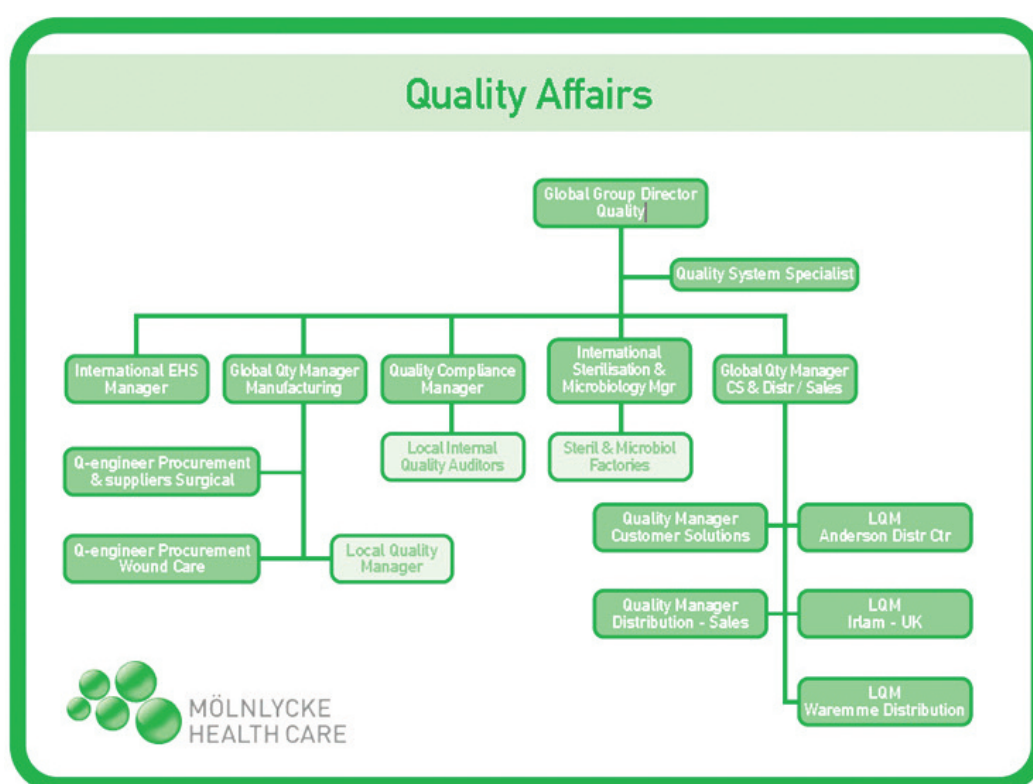 Quality Affairs
Global Group Director
Quality
Quality System Specialist
International EHS
Manager
Global Qty Manager
Manufacturing
Quality Compliance
Manager
International
Sterilisation &
Microbiology Mgr
Global Qty Manager
CS & Distr / Sales
Local Internal
Quality Auditors
Steril & Microbiol
Factories
Q-engineer Procurement
& suppliers Surgical
Q-engineer Procurement
Wound Care
Local Quality
Manager
Quality Manager
Customer Solutions
LQM
Anderson Distr Ctr
Quality Manager
Distribution - Sales
LQM
Irlam - UK
LQM
Waremme Distribution
MÖLNLYCKE
HEALTH CARE